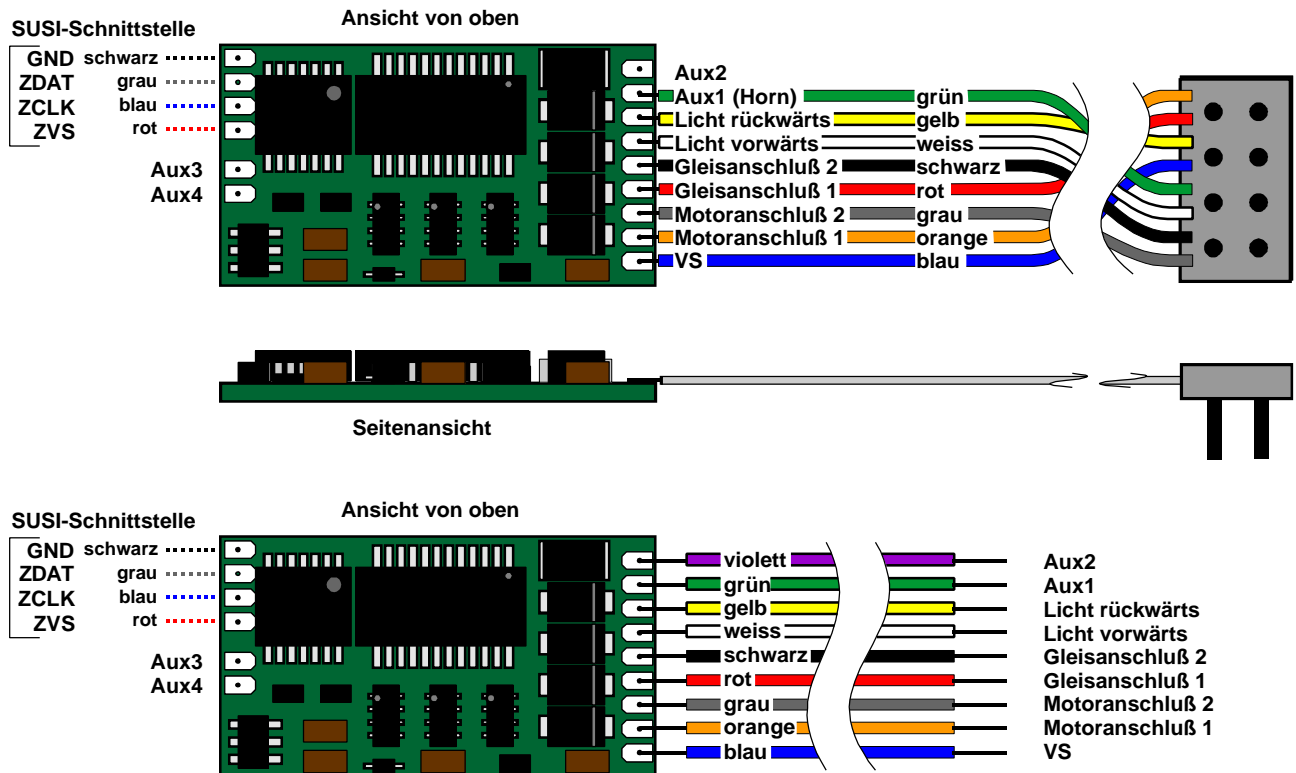 Ansicht von oben
SUSI-Schnittstelle
GND schwarz
ZDAT grau
ZCLK blau
ZVS rot
Aux3
Aux4
Aux2
Aux1 (Horn) grün
Licht rückwärts gelb
Licht vorwärts weiss
Gleisanschluß 2 schwarz
Gleisanschluß 1 rot
Motoranschluß 2 grau
Motoranschluß 1 orange
VS blau
Seitenansicht
Ansicht von oben
SUSI-Schnittstelle
GND schwarz
ZDAT grau
ZCLK blau
ZVS rot
Aux3
Aux4
violett Aux2
grün Aux1
gelb Licht rückwärts
weiss Licht vorwärts
schwarz Gleisanschluß 2
rot Gleisanschluß 1
grau Motoranschluß 2
orange Motoranschluß 1
blau VS